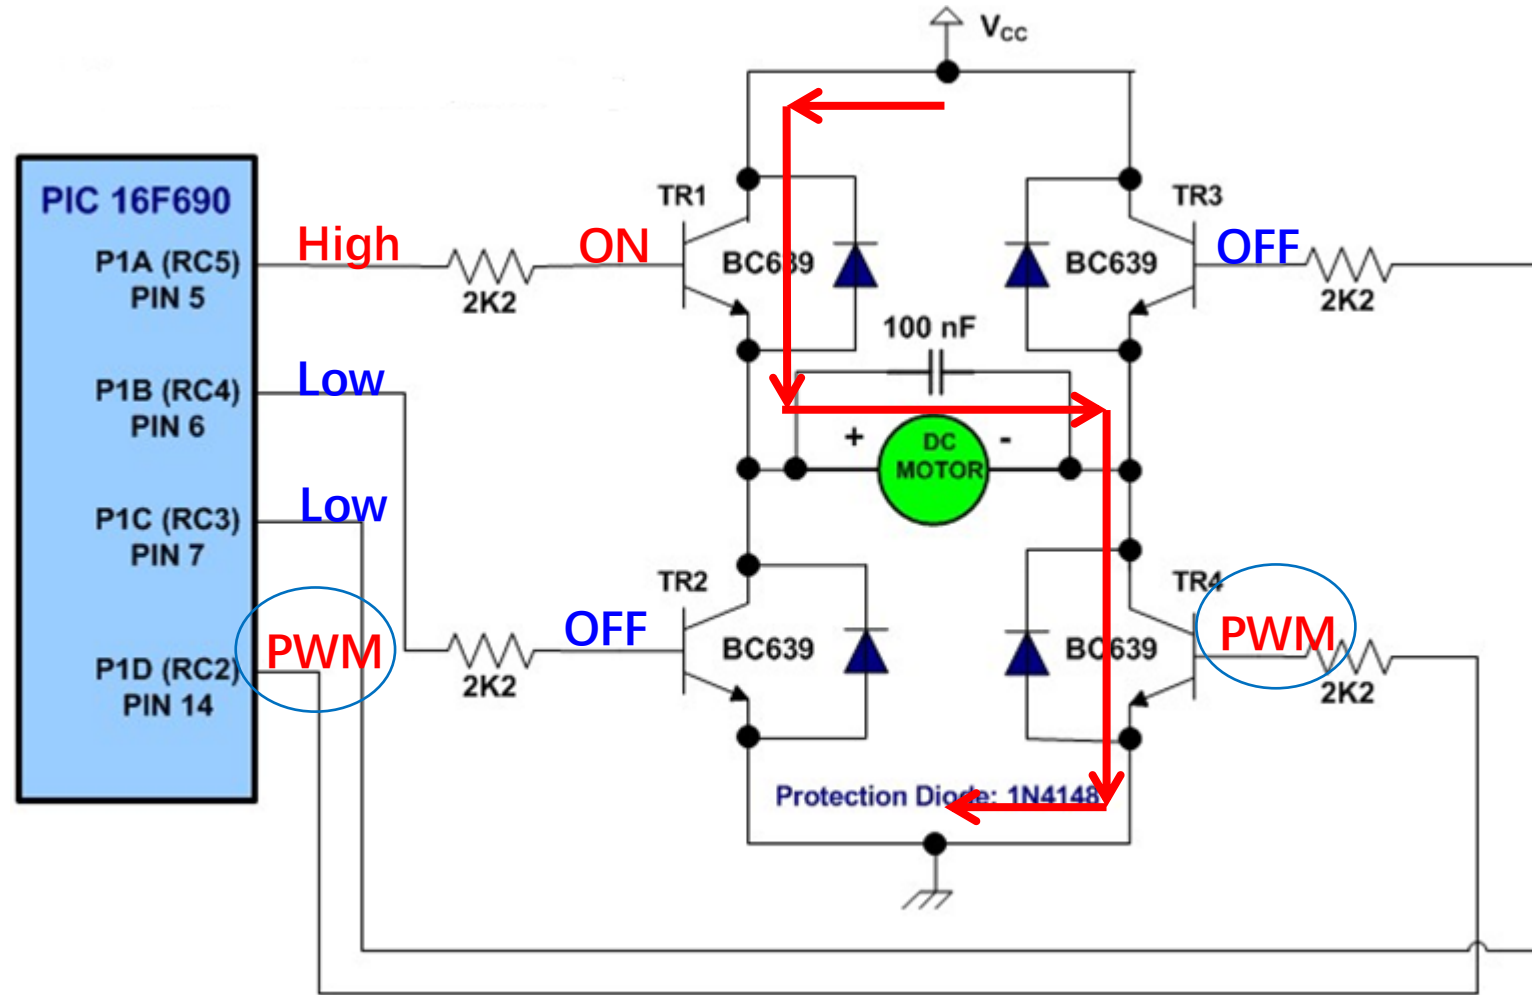 V_CC
PIC 16F690
TR1
TR3
High
ON
OFF
P1A (RC5)
PIN 5
BC639
BC639
2K2
2K2
100 nF
Low
P1B (RC4)
PIN 6
+
-
DC
MOTOR
Low
P1C (RC3)
PIN 7
TR2
TR4
OFF
PWM
PWM
P1D (RC2)
PIN 14
BC639
BC639
2K2
2K2
Protection Diode: 1N4148